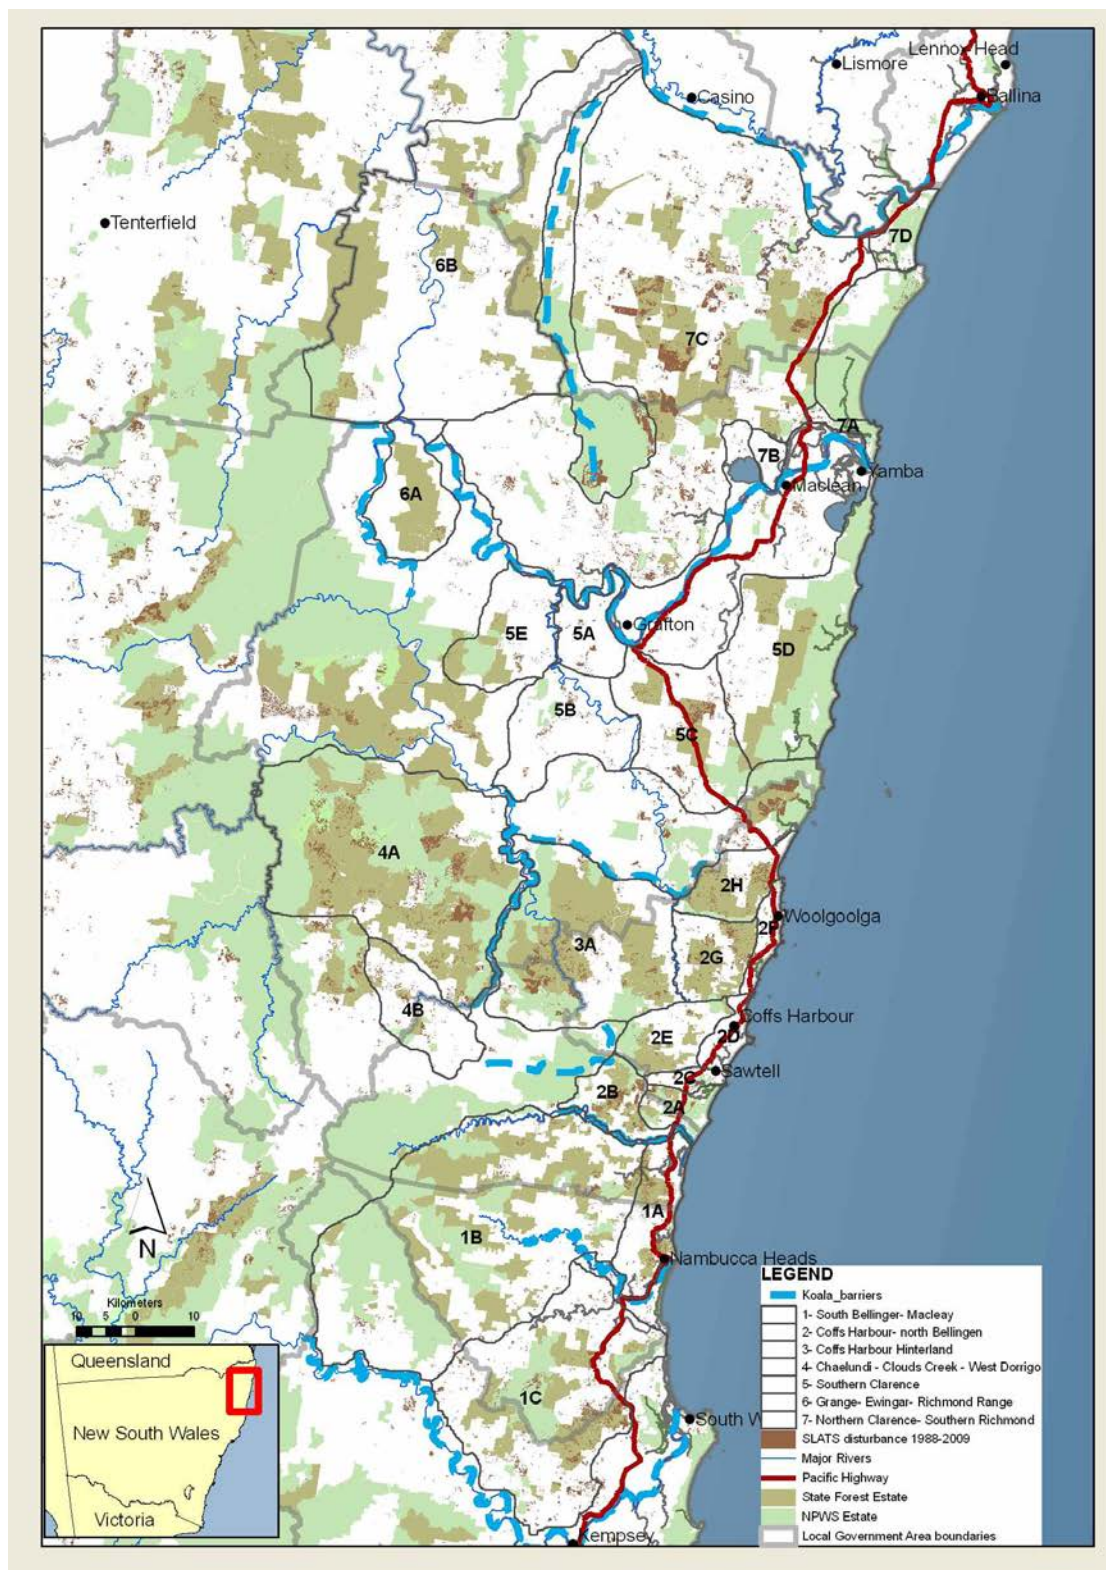 Lennox Head
Lismore
Casino
Ballina
Tenterfield
7D
6B
7C
7A
7B
Yamba
Maclean
6A
Grafton
5E
5A
5D
5B
5C
4A
2H
Woolgoolga
2F
3A
2G
4B
Coffs Harbour
2E
2D
2C
Sawtell
2B
2A
1A
N
1B
Nambucca Heads
Kilometers
10 5 0 10
1C
South W
Kempsey
Queensland
New South Wales
Victoria
LEGEND
Koala_barriers
1- South Bellinger- Macleay
2- Coffs Harbour- north Bellingen
3- Coffs Harbour Hinterland
4- Chaelundi - Clouds Creek - West Dorrigo
5- Southern Clarence
6- Grange- Ewingar- Richmond Range
7- Northern Clarence- Southern Richmond
SLATS disturbance 1988-2009
Major Rivers
Pacific Highway
State Forest Estate
NPWS Estate
Local Government Area boundaries